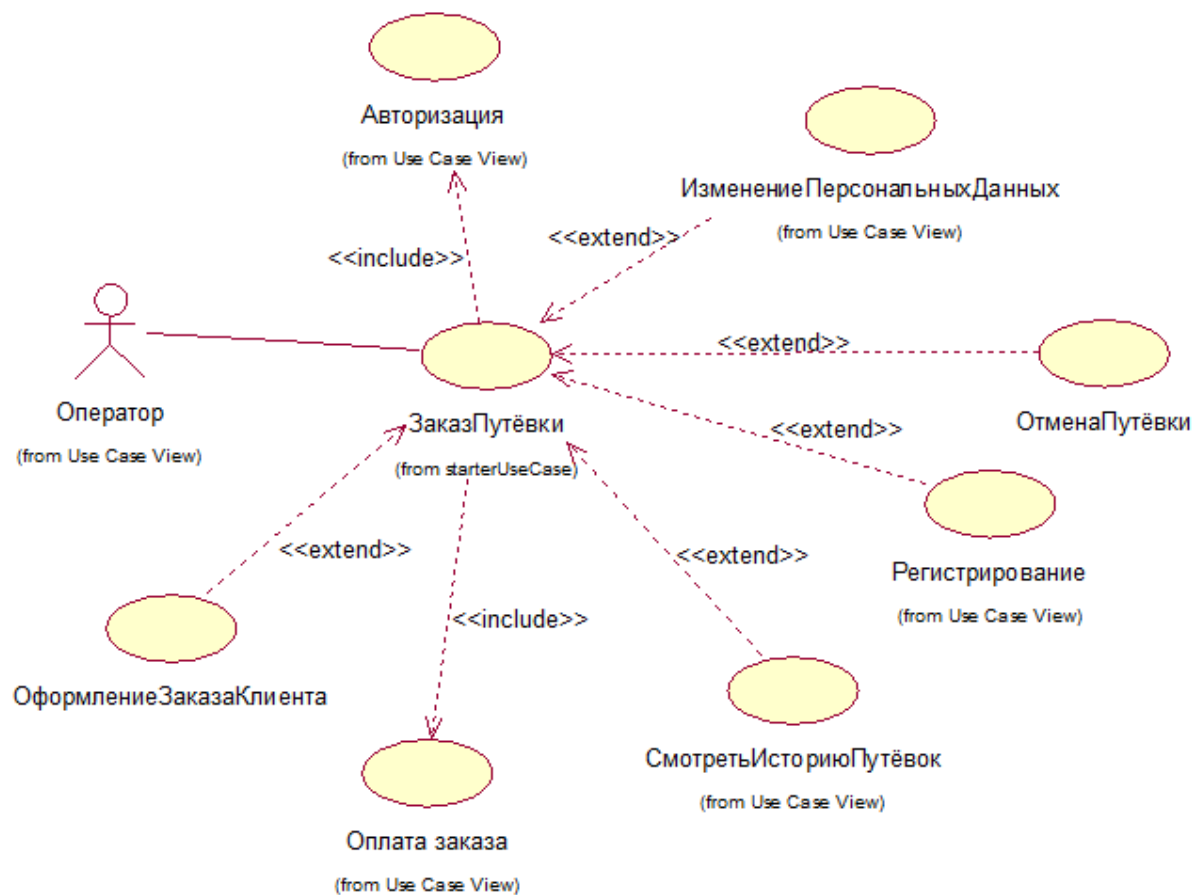 Авторизация
(from Use Case View)
ИзменениеПерсональныхДанных
(from Use Case View)
<<extend>>
<<include>>
<<extend>>
Оператор
(from Use Case View)
ЗаказПутёвки
(from starterUseCase)
ОтменаПутёвки
<<extend>>
<<extend>>
<<extend>>
Регистрирование
(from Use Case View)
<<include>>
ОформлениеЗаказаКлиента
СмотретьИсториюПутёвок
(from Use Case View)
Оплата заказа
(from Use Case View)